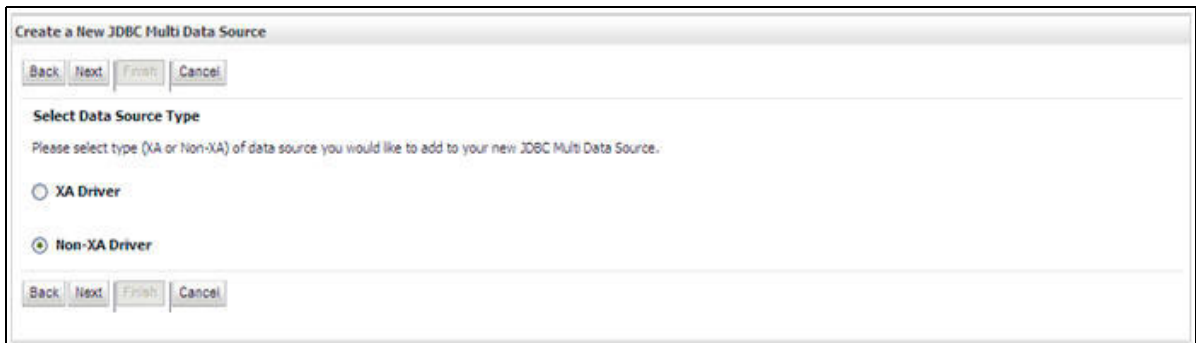 Create a New JDBC Multi Data Source
Back Next Finish Cancel
Select Data Source Type
Please select type (XA or Non-XA) of data source you would like to add to your new JDBC Multi Data Source.
XA Driver
Non-XA Driver
Back Next Finish Cancel